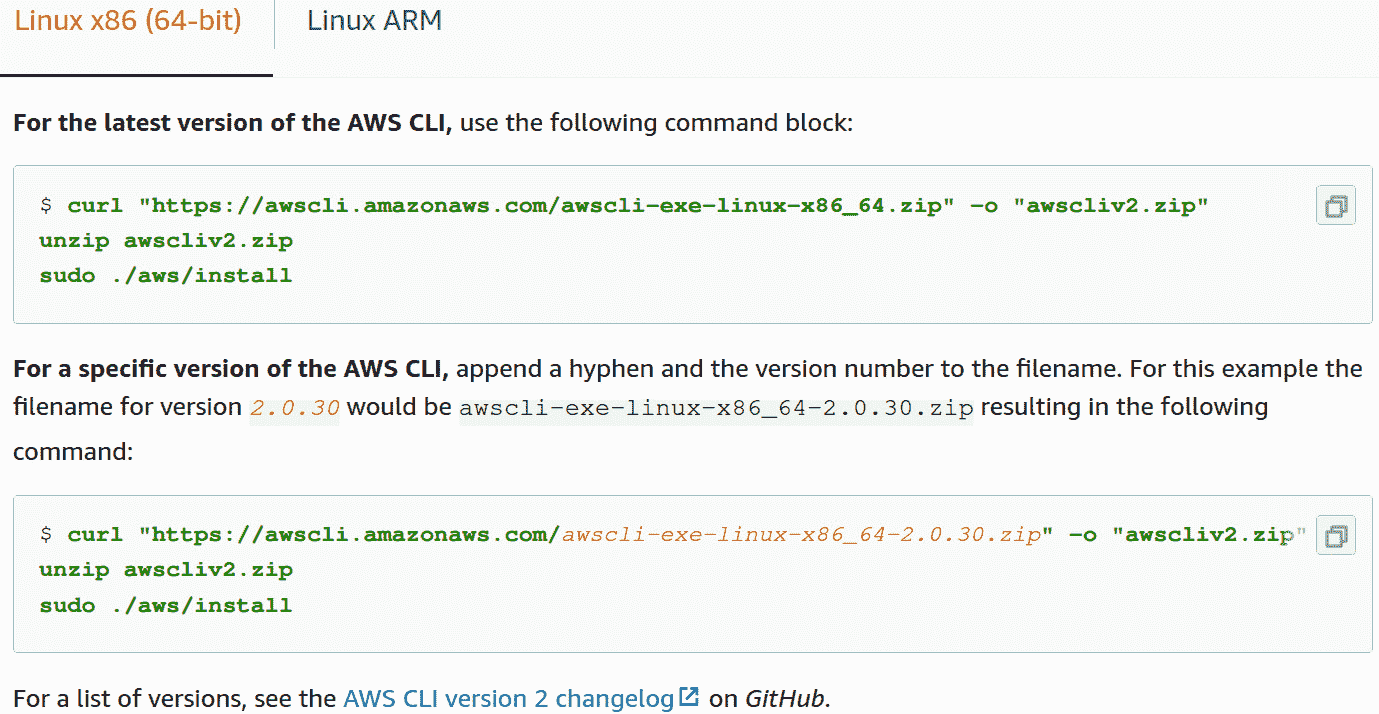 Linux x86 (64-bit) Linux ARM
For the latest version of the AWS CLI, use the following command block:
$ curl "https://awscli.amazonaws.com/awscli-exe-linux-x86_64.zip" -o "awscliv2.zip"
unzip awscliv2.zip
sudo ./aws/install
For a specific version of the AWS CLI, append a hyphen and the version number to the filename. For this example the
filename for version 2.0.30 would be awscli-exe-linux-x86_64-2.0.30.zip resulting in the following
command:
$ curl "https://awscli.amazonaws.com/awscli-exe-linux-x86_64-2.0.30.zip" -o "awscliv2.zip"
unzip awscliv2.zip
sudo ./aws/install
For a list of versions, see the AWS CLI version 2 changelog on GitHub.